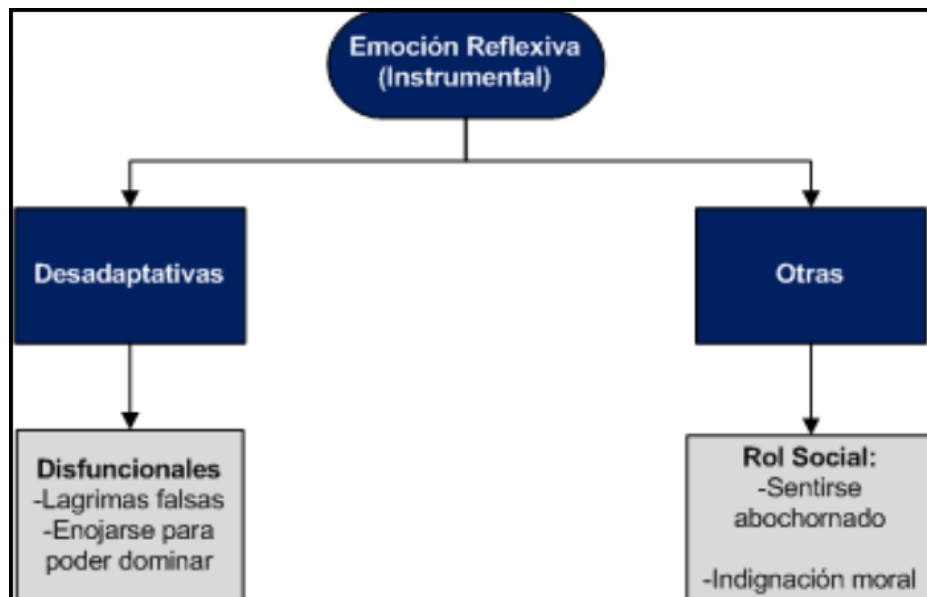 Emoción Reflexiva
(Instrumental)
Desadaptativas
Otras
Disfuncionales
-Lagrimas falsas
-Enojarse para
poder dominar
Rol Social:
-Sentirse
abochornado
-Indignación moral